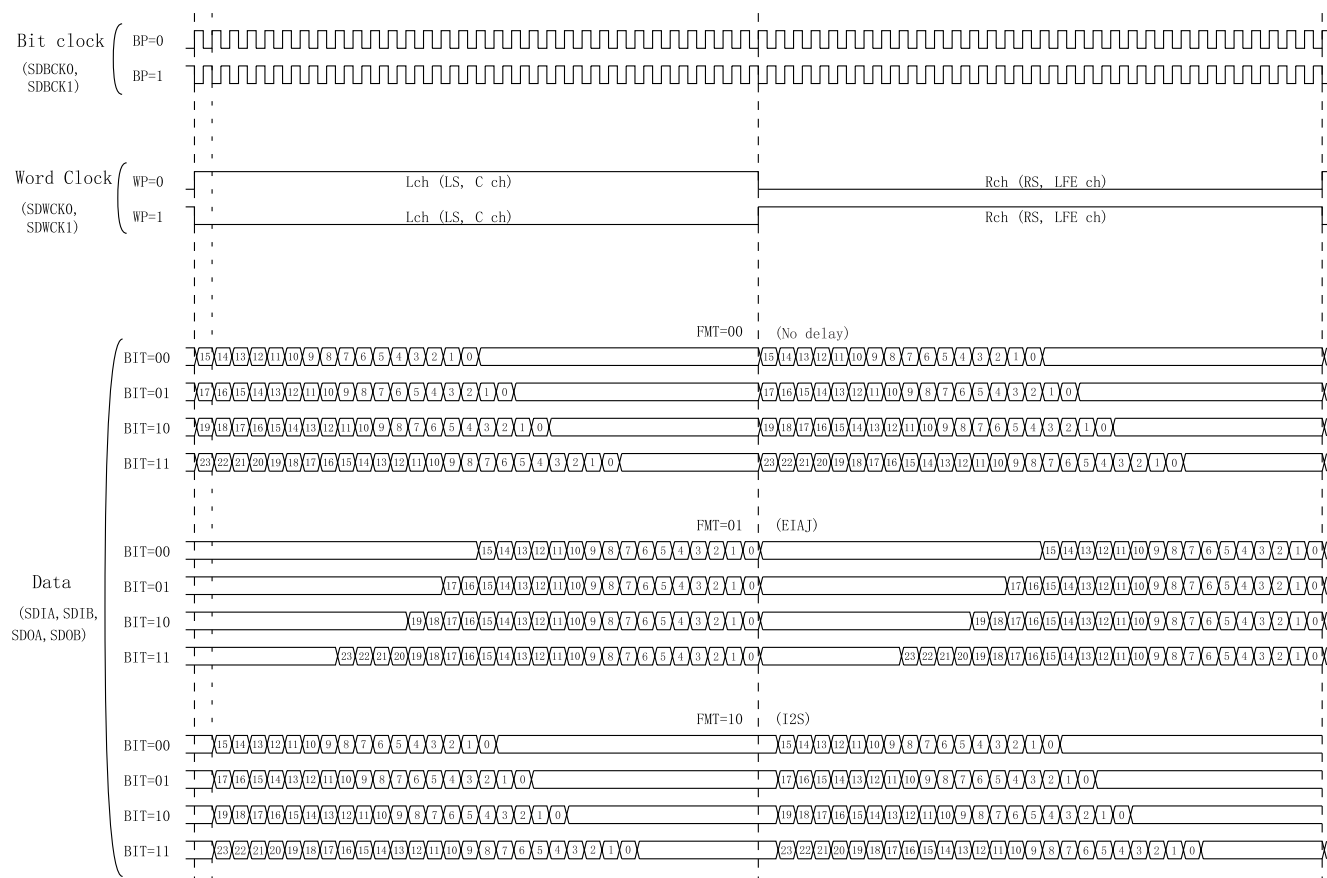 Bit clock
(SDBCK0,
SDBCK1)
BP=0
BP=1
Word Clock
(SDWCK0,
SDWCK1)
WP=0
Lch (LS, C ch)
Rch (RS, LFE ch)
WP=1
Lch (LS, C ch)
Rch (RS, LFE ch)
Data
(SDIA, SDIB,
SDOA, SDOB)
FMT=00 (No delay)
BIT=00 15 14 13 12 11 10 9 8 7 6 5 4 3 2 1 0 15 14 13 12 11 10 9 8 7 6 5 4 3 2 1 0
BIT=01 17 16 15 14 13 12 11 10 9 8 7 6 5 4 3 2 1 0 17 16 15 14 13 12 11 10 9 8 7 6 5 4 3 2 1 0
BIT=10 19 18 17 16 15 14 13 12 11 10 9 8 7 6 5 4 3 2 1 0 19 18 17 16 15 14 13 12 11 10 9 8 7 6 5 4 3 2 1 0
BIT=11 23 22 21 20 19 18 17 16 15 14 13 12 11 10 9 8 7 6 5 4 3 2 1 0 23 22 21 20 19 18 17 16 15 14 13 12 11 10 9 8 7 6 5 4 3 2 1 0
FMT=01 (EIAJ)
BIT=00 15 14 13 12 11 10 9 8 7 6 5 4 3 2 1 0 15 14 13 12 11 10 9 8 7 6 5 4 3 2 1 0
BIT=01 17 16 15 14 13 12 11 10 9 8 7 6 5 4 3 2 1 0 17 16 15 14 13 12 11 10 9 8 7 6 5 4 3 2 1 0
BIT=10 19 18 17 16 15 14 13 12 11 10 9 8 7 6 5 4 3 2 1 0 19 18 17 16 15 14 13 12 11 10 9 8 7 6 5 4 3 2 1 0
BIT=11 23 22 21 20 19 18 17 16 15 14 13 12 11 10 9 8 7 6 5 4 3 2 1 0 23 22 21 20 19 18 17 16 15 14 13 12 11 10 9 8 7 6 5 4 3 2 1 0
FMT=10 (I2S)
BIT=00 15 14 13 12 11 10 9 8 7 6 5 4 3 2 1 0 15 14 13 12 11 10 9 8 7 6 5 4 3 2 1 0
BIT=01 17 16 15 14 13 12 11 10 9 8 7 6 5 4 3 2 1 0 17 16 15 14 13 12 11 10 9 8 7 6 5 4 3 2 1 0
BIT=10 19 18 17 16 15 14 13 12 11 10 9 8 7 6 5 4 3 2 1 0 19 18 17 16 15 14 13 12 11 10 9 8 7 6 5 4 3 2 1 0
BIT=11 23 22 21 20 19 18 17 16 15 14 13 12 11 10 9 8 7 6 5 4 3 2 1 0 23 22 21 20 19 18 17 16 15 14 13 12 11 10 9 8 7 6 5 4 3 2 1 0